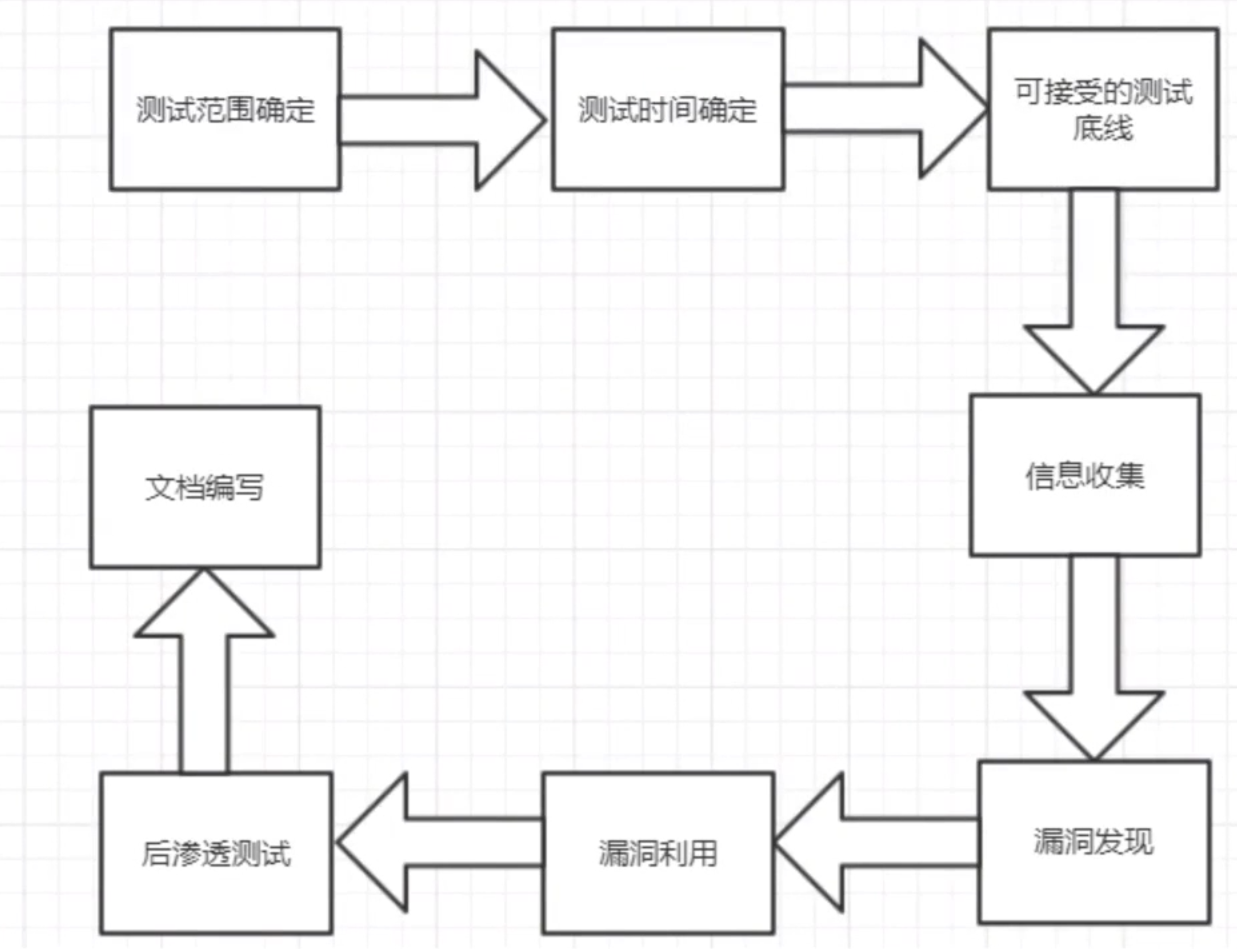 测试范围确定
测试时间确定
可接受的测试
底线
信息收集
漏洞发现
漏洞利用
后渗透测试
文档编写